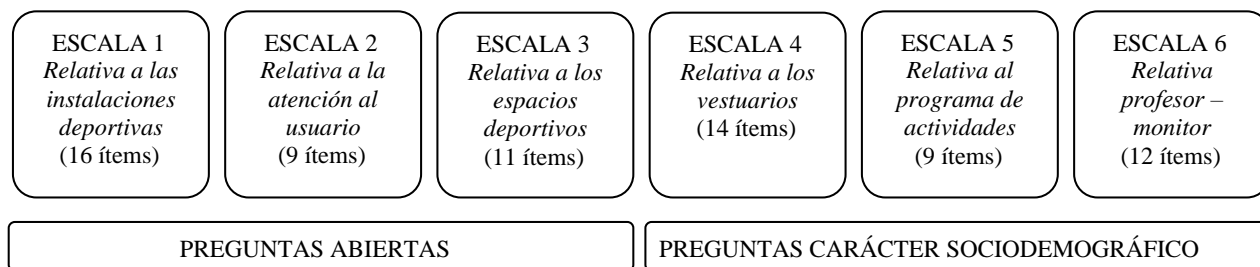 ESCALA 1
Relativa a las
instalaciones
deportivas
(16 ítems)
ESCALA 2
Relativa a la
atención al
usuario
(9 ítems)
ESCALA 3
Relativa a los
espacios
deportivos
(11 ítems)
ESCALA 4
Relativa a los
vestuarios
(14 ítems)
ESCALA 5
Relativa al
programa de
actividades
(9 ítems)
ESCALA 6
Relativa
profesor –
monitor
(12 ítems)
PREGUNTAS ABIERTAS
PREGUNTAS CARÁCTER SOCIODEMOGRÁFICO